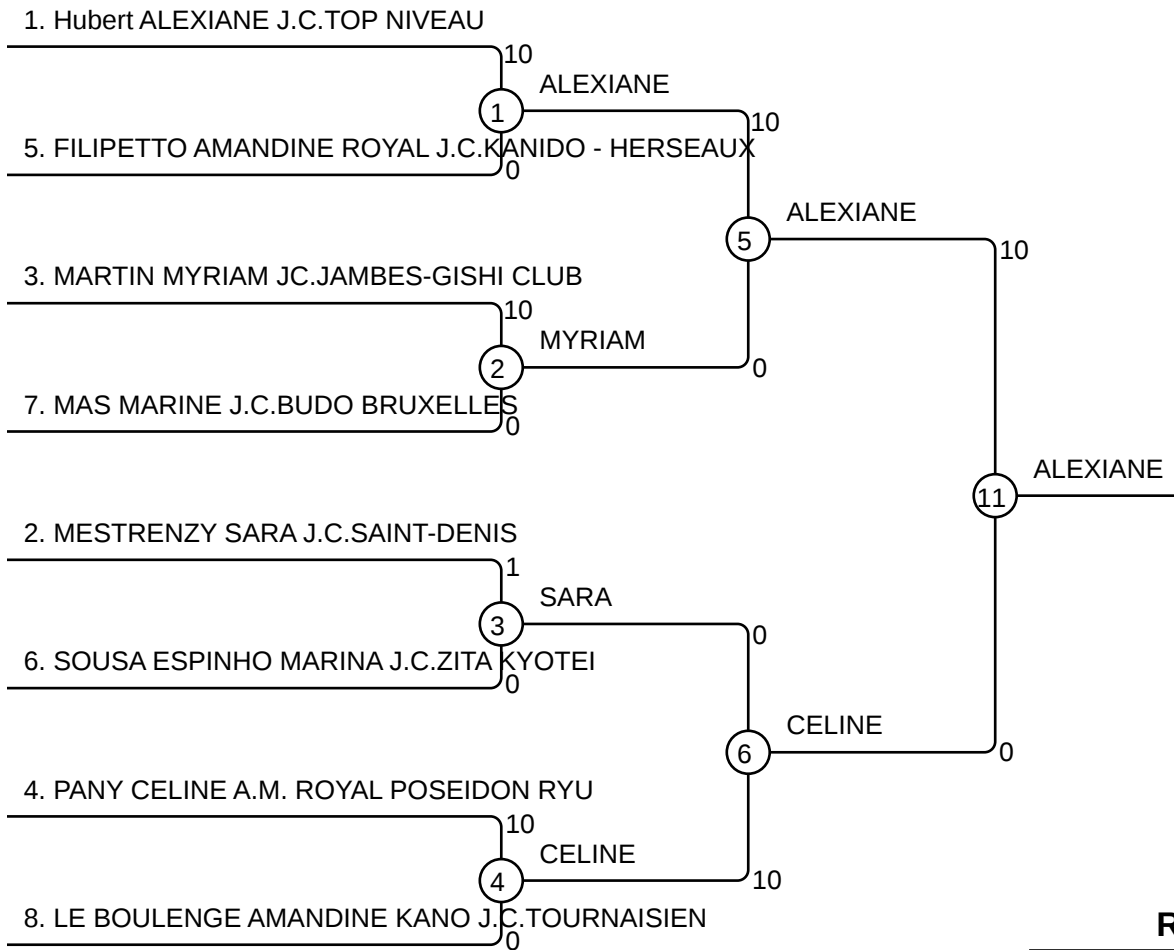 1. Hubert ALEXIANE J.C.TOP NIVEAU
10
ALEXIANE
1
10
5. FILIPETTO AMANDINE ROYAL J.C.KANIDO - HERSEAUX
0
ALEXIANE
5
10
3. MARTIN MYRIAM JC.JAMBES-GISHI CLUB
10
MYRIAM
2
0
7. MAS MARINE J.C.BUDO BRUXELLES
0
ALEXIANE
11
2. MESTRENZY SARA J.C.SAINT-DENIS
1
SARA
3
0
6. SOUSA ESPINHO MARINA J.C.ZITA KYOTEI
0
CELINE
6
0
4. PANY CELINE A.M. ROYAL POSEIDON RYU
10
CELINE
4
10
8. LE BOULENGE AMANDINE KANO J.C.TOURNAISIEN
0
R